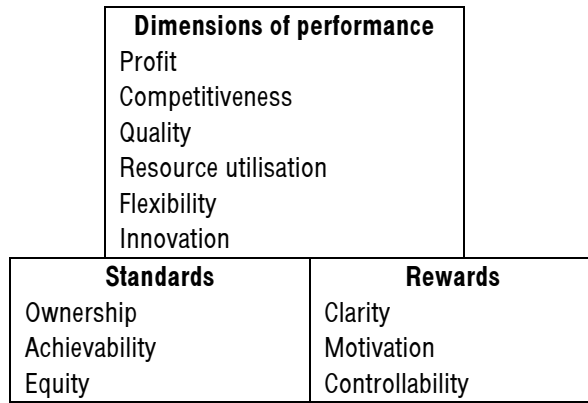 Dimensions of performance
Profit
Competitiveness
Quality
Resource utilisation
Flexibility
Innovation
Standards
Ownership
Achievability
Equity
Rewards
Clarity
Motivation
Controllability